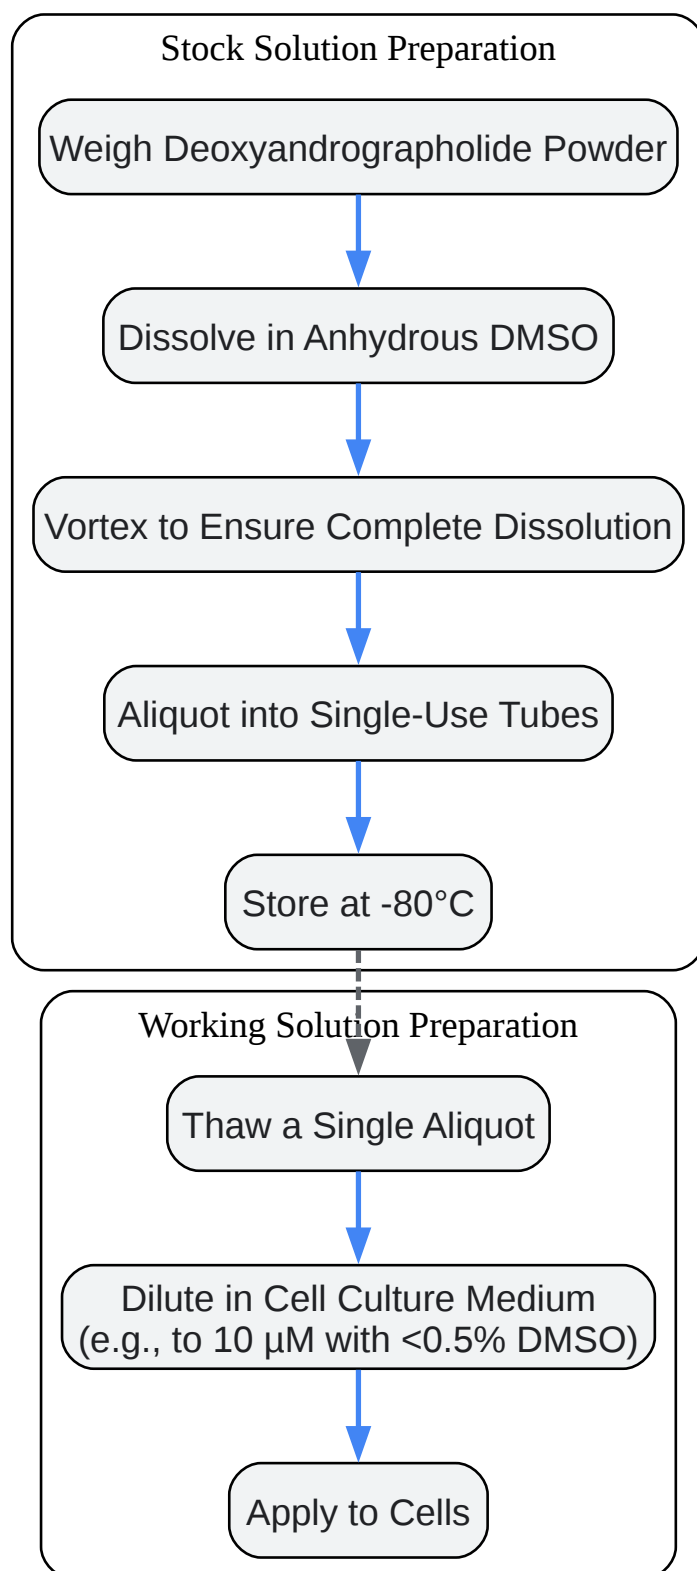 Stock Solution Preparation
Weigh Deoxyandrographolide Powder
Dissolve in Anhydrous DMSO
Vortex to Ensure Complete Dissolution
Aliquot into Single-Use Tubes
Store at -80°C
Working Solution Preparation
Thaw a Single Aliquot
Dilute in Cell Culture Medium
(e.g., to 10 µM with <0.5% DMSO)
Apply to Cells